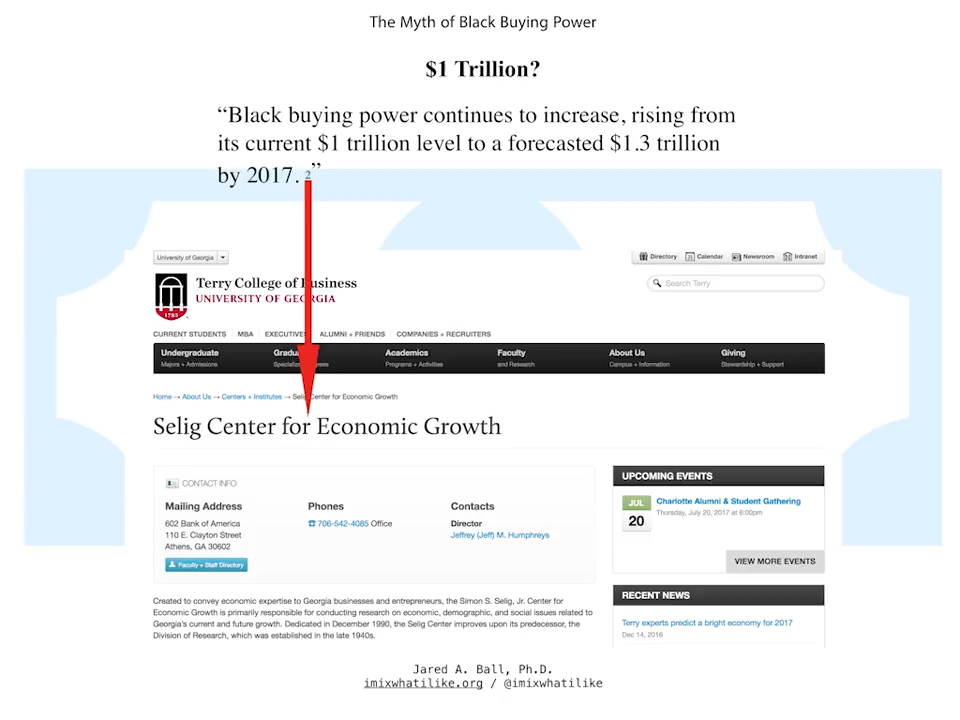 The Myth of Black Buying Power
$1 Trillion?
“Black buying power continues to increase, rising from
its current $1 trillion level to a forecasted $1.3 trillion
by 2017. 2”
University of Georgia
Directory Calendar Newsroom Intranet
Terry College of Business
UNIVERSITY OF GEORGIA
1785
Search Terry
CURRENT STUDENTS MBA EXECUTIVES ALUMNI + FRIENDS COMPANIES + RECRUITERS
Undergraduate Academics Faculty About Us Giving
Majors + Admissions Programs + Activities and Research Campus + Information Stewardship + Support
Home → About Us → Centers + Institutes → Selig Center for Economic Growth
Selig Center for Economic Growth
CONTACT INFO
Mailing Address Phones Contacts
602 Bank of America 706-542-4085 Office Director
110 E. Clayton Street Jeffrey (Jeff) M. Humphreys
Athens, GA 30602
Faculty + Staff Directory
UPCOMING EVENTS
JUL
20
Charlotte Alumni & Student Gathering
Thursday, July 20, 2017 at 6:00pm
VIEW MORE EVENTS
RECENT NEWS
Terry experts predict a bright economy for 2017
Dec 14, 2016
Created to convey economic expertise to Georgia businesses and entrepreneurs, the Simon S. Selig, Jr. Center for
Economic Growth is primarily responsible for conducting research on economic, demographic, and social issues related to
Georgia's current and future growth. Dedicated in December 1990, the Selig Center improves upon its predecessor, the
Division of Research, which was established in the late 1940s.
Jared A. Ball, Ph.D.
imixwhatilike.org / @imixwhatilike